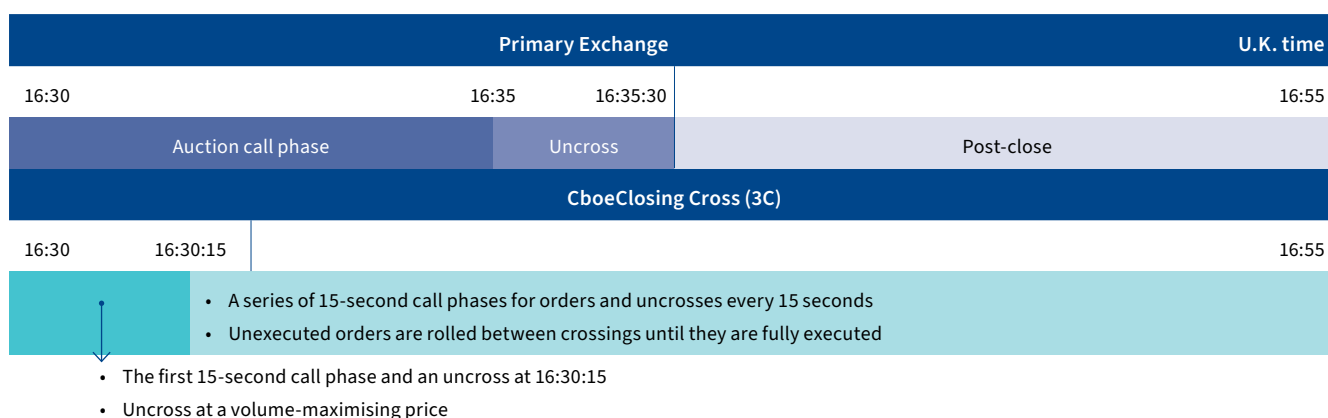 Primary Exchange U.K. time
16:30 16:35 16:35:30 16:55
Auction call phase Uncross Post-close
CboeClosing Cross (3C)
16:30 16:30:15 16:55
• A series of 15-second call phases for orders and uncrosses every 15 seconds
• Unexecuted orders are rolled between crossings until they are fully executed
• The first 15-second call phase and an uncross at 16:30:15
• Uncross at a volume-maximising price